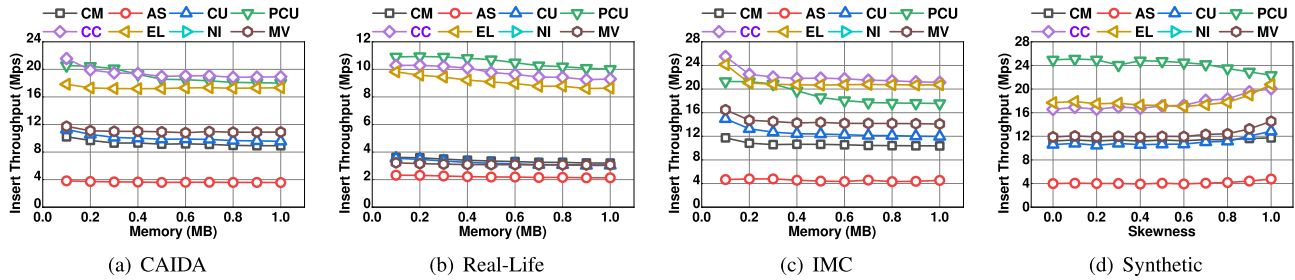 CM AS CU PCU
CC EL NI MV
Insert Throughput (Mps)
24
20
16
12
8
4
0
0.0 0.2 0.4 0.6 0.8 1.0
Memory (MB)
(a) CAIDA
CM AS CU PCU
CC EL NI MV
Insert Throughput (Mps)
12
10
8
6
4
2
0
0.0 0.2 0.4 0.6 0.8 1.0
Memory (MB)
(b) Real-Life
CM AS CU PCU
CC EL NI MV
Insert Throughput (Mps)
28
24
20
16
12
8
4
0
0.0 0.2 0.4 0.6 0.8 1.0
Memory (MB)
(c) IMC
CM AS CU PCU
CC EL NI MV
Insert Throughput (Mps)
28
24
20
16
12
8
4
0
0.0 0.2 0.4 0.6 0.8 1.0
Skewness
(d) Synthetic